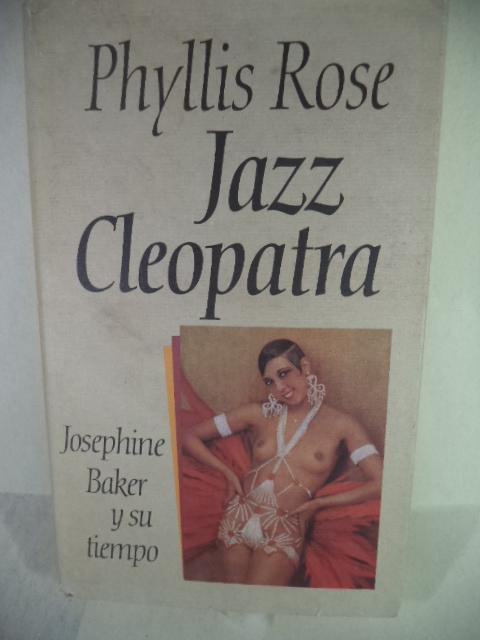 Phyllis Rose
Jazz
Cleopatra
Josephine
Baker
y su
tiempo